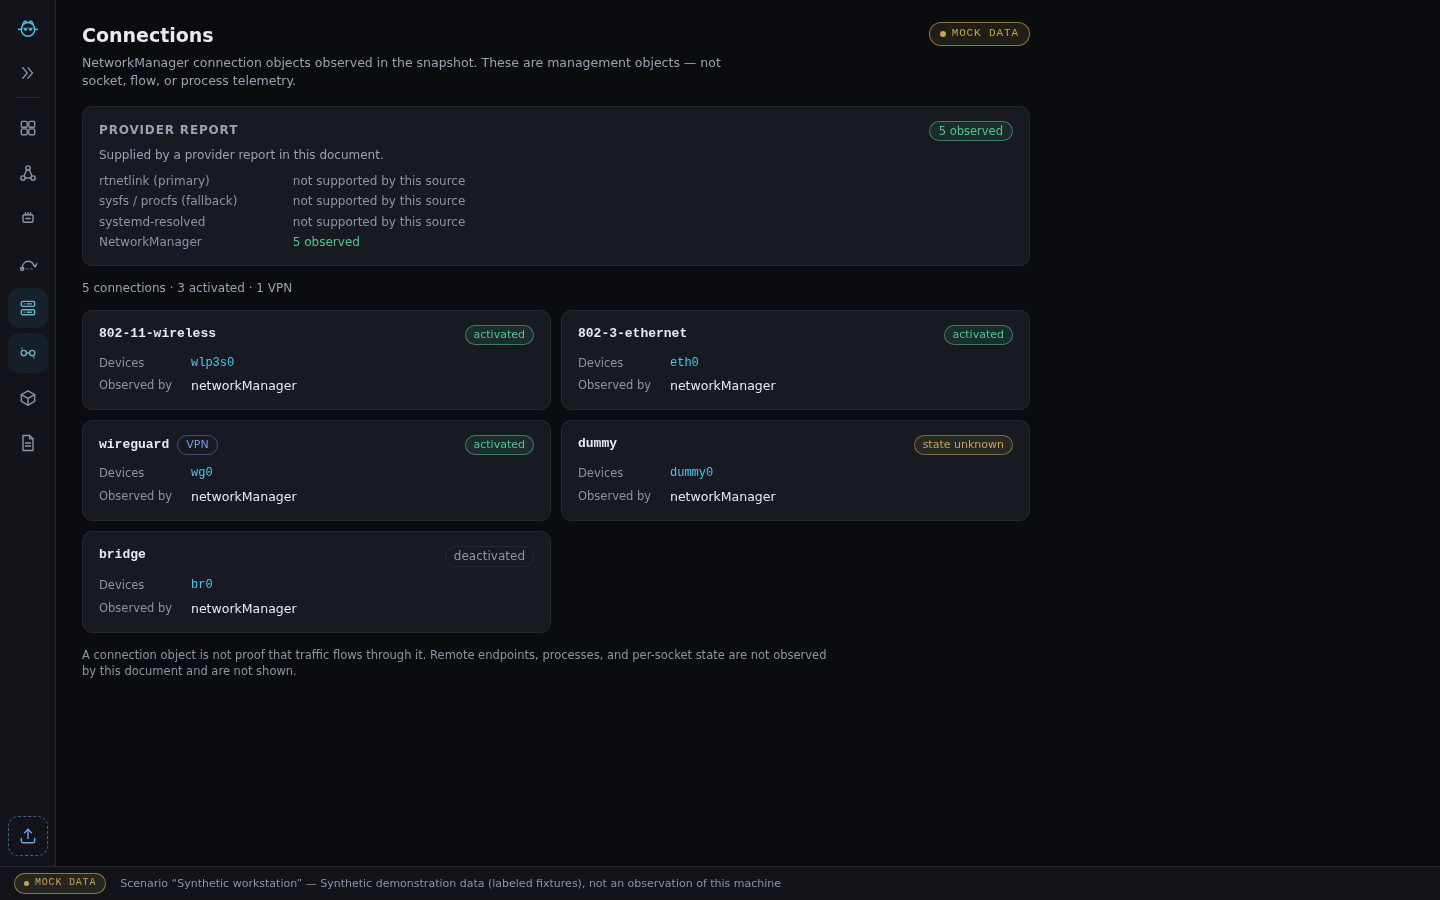 Connections
MOCK DATA
NetworkManager connection objects observed in the snapshot. These are management objects — not
socket, flow, or process telemetry.
PROVIDER REPORT
5 observed
Supplied by a provider report in this document.
rtnetlink (primary) not supported by this source
sysfs / procfs (fallback) not supported by this source
systemd-resolved not supported by this source
NetworkManager 5 observed
5 connections · 3 activated · 1 VPN
802-11-wireless activated
Devices wlp3s0
Observed by networkManager
802-3-ethernet activated
Devices eth0
Observed by networkManager
wireguard VPN activated
Devices wg0
Observed by networkManager
dummy state unknown
Devices dummy0
Observed by networkManager
bridge deactivated
Devices br0
Observed by networkManager
A connection object is not proof that traffic flows through it. Remote endpoints, processes, and per-socket state are not observed
by this document and are not shown.
MOCK DATA Scenario “Synthetic workstation” — Synthetic demonstration data (labeled fixtures), not an observation of this machine